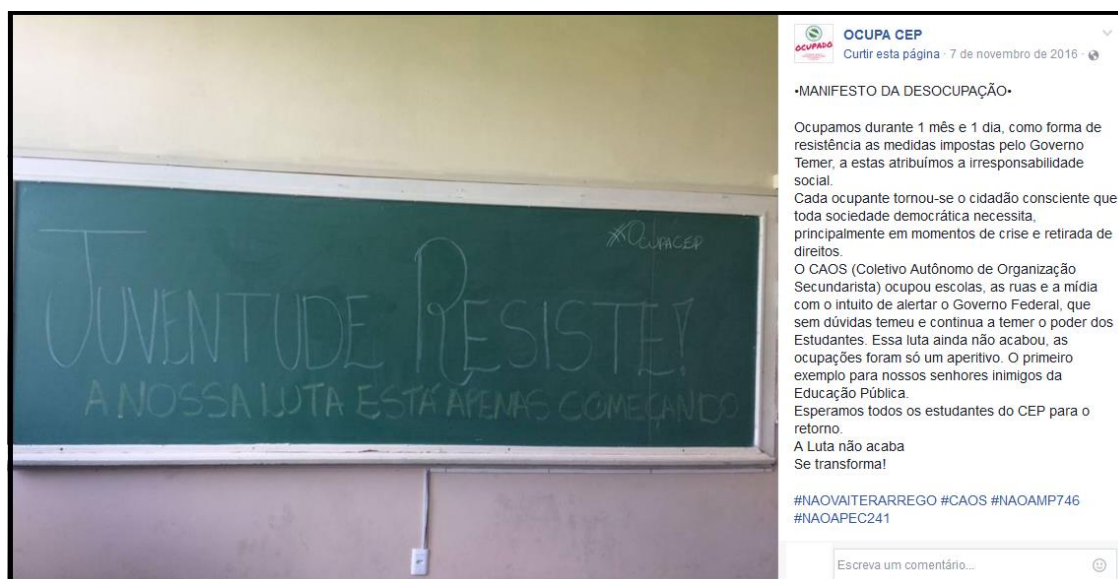 #OcupaCEP
JUVENTUDE RESISTE!
A NOSSA LUTA ESTÁ APENAS COMEÇANDO
OCUPADO
OCUPA CEP
Curtir esta página · 7 de novembro de 2016 ·
•MANIFESTO DA DESOCUPAÇÃO•
Ocupamos durante 1 mês e 1 dia, como forma de
resistência as medidas impostas pelo Governo
Temer, a estas atribuímos a irresponsabilidade
social.
Cada ocupante tornou-se o cidadão consciente que
toda sociedade democrática necessita,
principalmente em momentos de crise e retirada de
direitos.
O CAOS (Coletivo Autônomo de Organização
Secundarista) ocupou escolas, as ruas e a mídia
com o intuito de alertar o Governo Federal, que
sem dúvidas temeu e continua a temer o poder dos
Estudantes. Essa luta ainda não acabou, as
ocupações foram só um aperitivo. O primeiro
exemplo para nossos senhores inimigos da
Educação Pública.
Esperamos todos os estudantes do CEP para o
retorno.
A Luta não acaba
Se transforma!
#NAOVAITERARREGO #CAOS #NAOAMP746
#NAOAPEC241
Escreva um comentário...